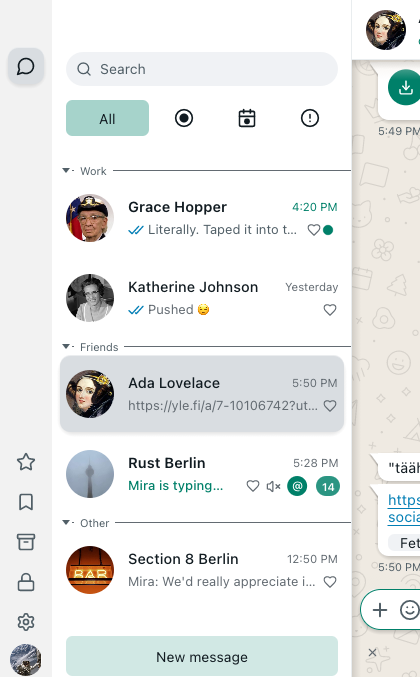 Search
All
Work
Grace Hopper 4:20 PM
Literally. Taped it into t...
Katherine Johnson Yesterday
Pushed 😝
Friends
Ada Lovelace 5:50 PM
https://yle.fi/a/7-10106742?ut...
Rust Berlin 5:28 PM
Mira is typing... @ 14
Other
Section 8 Berlin 12:50 PM
BAR
Mira: We'd really appreciate i...
New message
5:49 PM
"tääh
https
socia
Fet
5:50 PM